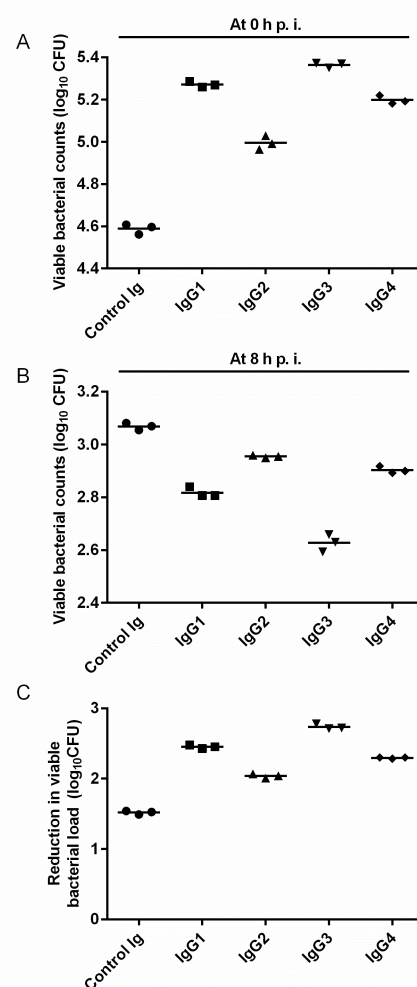 A
At 0 h p. i.
Viable bacterial counts (log10 CFU)
5.4
5.2
5.0
4.8
4.6
4.4
Control Ig
IgG1
IgG2
IgG3
IgG4
B
At 8 h p. i.
Viable bacterial counts (log10 CFU)
3.2
3.0
2.8
2.6
2.4
Control Ig
IgG1
IgG2
IgG3
IgG4
C
Reduction in viable
bacterial load (log10CFU)
3
2
1
0
Control Ig
IgG1
IgG2
IgG3
IgG4